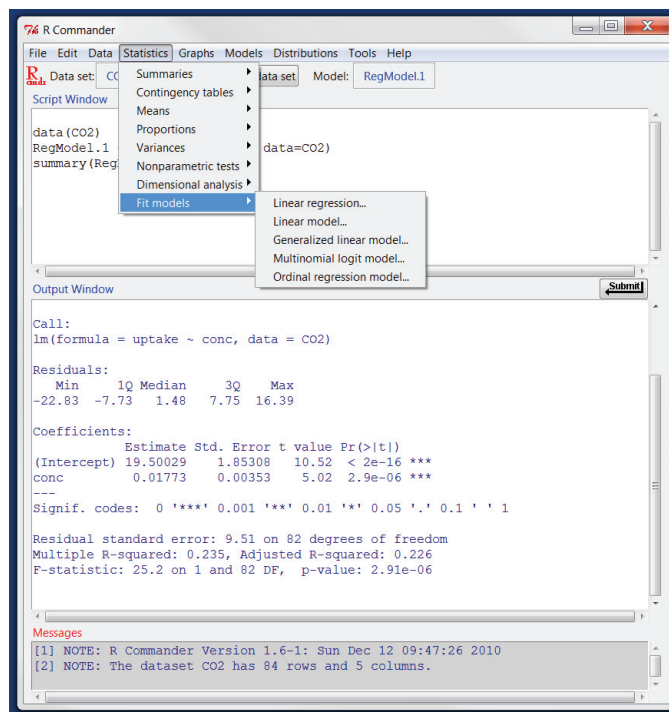 R Commander
File Edit Data Statistics Graphs Models Distributions Tools Help
R
cmdr
Data set: CO
data set
Model: RegModel.1
Script Window
data(CO2)
RegModel.1 data=CO2)
summary(Reg
Summaries
Contingency tables
Means
Proportions
Variances
Nonparametric tests
Dimensional analysis
Fit models
Linear regression...
Linear model...
Generalized linear model...
Multinomial logit model...
Ordinal regression model...
Output Window
Submit
Call:
lm(formula = uptake ~ conc, data = CO2)
Residuals:
Min 1Q Median 3Q Max
-22.83 -7.73 1.48 7.75 16.39
Coefficients:
Estimate Std. Error t value Pr(>|t|)
(Intercept) 19.50029 1.85308 10.52 < 2e-16 ***
conc 0.01773 0.00353 5.02 2.9e-06 ***
---
Signif. codes: 0 '***' 0.001 '**' 0.01 '*' 0.05 '.' 0.1 ' ' 1
Residual standard error: 9.51 on 82 degrees of freedom
Multiple R-squared: 0.235, Adjusted R-squared: 0.226
F-statistic: 25.2 on 1 and 82 DF, p-value: 2.91e-06
Messages
[1] NOTE: R Commander Version 1.6-1: Sun Dec 12 09:47:26 2010
[2] NOTE: The dataset CO2 has 84 rows and 5 columns.